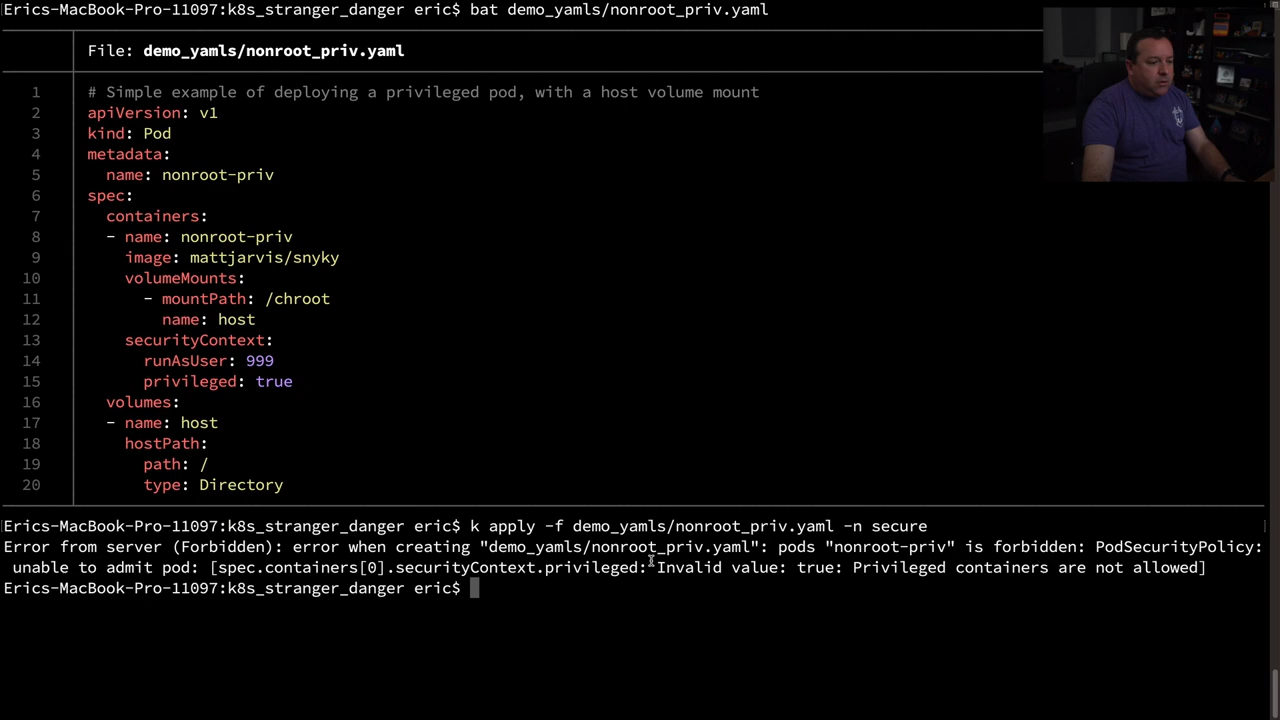 Erics-MacBook-Pro-11097:k8s_stranger_danger eric$ bat demo_yamls/nonroot_priv.yaml
File: demo_yamls/nonroot_priv.yaml
1 # Simple example of deploying a privileged pod, with a host volume mount
2 apiVersion: v1
3 kind: Pod
4 metadata:
5   name: nonroot-priv
6 spec:
7   containers:
8   - name: nonroot-priv
9     image: mattjarvis/snyky
10     volumeMounts:
11       - mountPath: /chroot
12         name: host
13     securityContext:
14       runAsUser: 999
15       privileged: true
16   volumes:
17   - name: host
18     hostPath:
19       path: /
20       type: Directory
Erics-MacBook-Pro-11097:k8s_stranger_danger eric$ k apply -f demo_yamls/nonroot_priv.yaml -n secure
Error from server (Forbidden): error when creating "demo_yamls/nonroot_priv.yaml": pods "nonroot-priv" is forbidden: PodSecurityPolicy:
unable to admit pod: [spec.containers[0].securityContext.privileged: Invalid value: true: Privileged containers are not allowed]
Erics-MacBook-Pro-11097:k8s_stranger_danger eric$